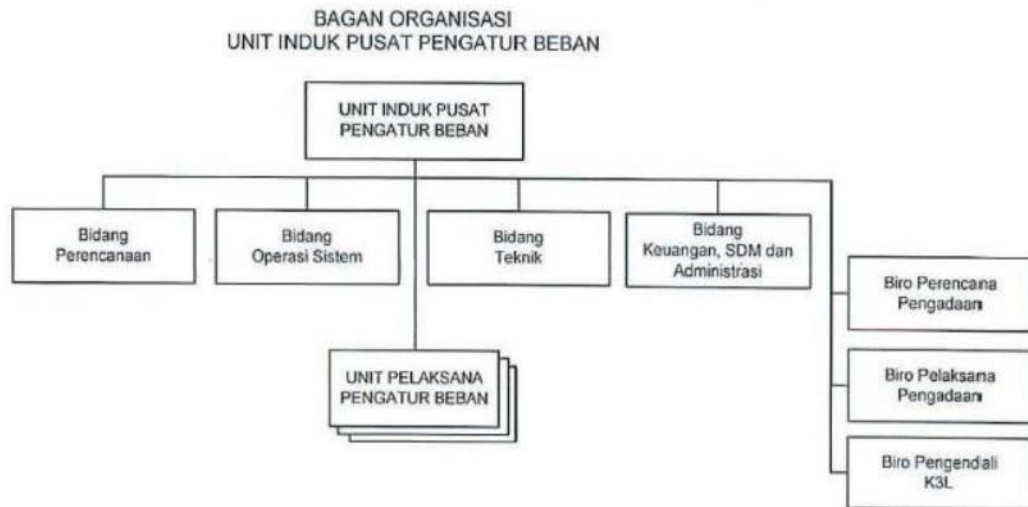 BAGAN ORGANISASI
UNIT INDUK PUSAT PENGATUR BEBAN
UNIT INDUK PUSAT
PENGATUR BEBAN
Bidang
Perencanaan
Bidang
Operasi Sistem
Bidang
Teknik
Bidang
Keuangan, SDM dan
Administrasi
Biro Perencana
Pengadaan
UNIT PELAKSANA
PENGATUR BEBAN
Biro Pelaksana
Pengadaan
Biro Pengendali
K3L